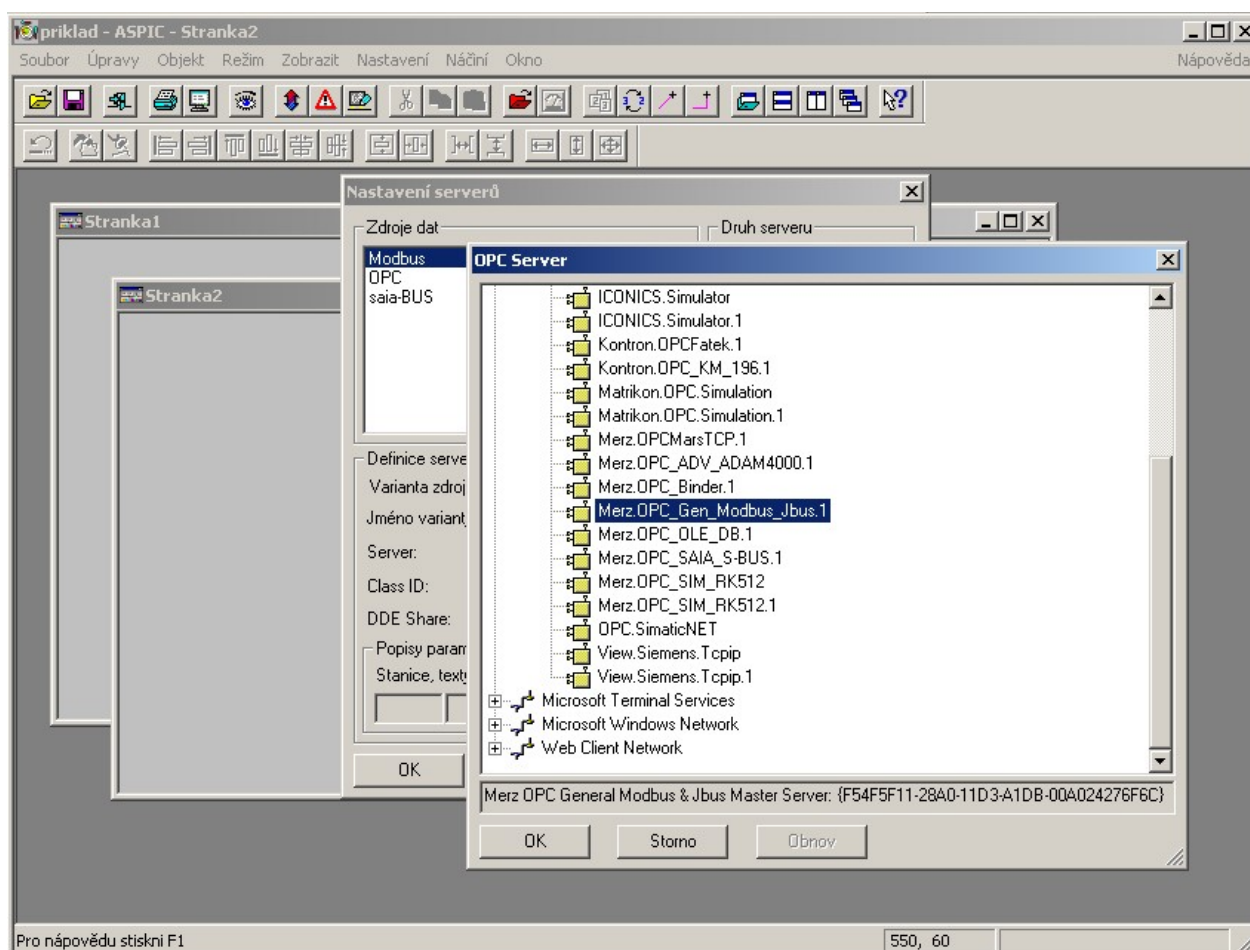 priklad - ASPIC - Stranka2
Soubor Úpravy Objekt Režim Zobrazit Nastavení Náčiní Okno Nápověda
Nastavení serverů
Stranka1
Zdroje dat
Druh serveru
Modbus
OPC
saia-BUS
OPC Server
Stranka2
ICONICS.Simulator
ICONICS.Simulator.1
Kontron.OPCFatek.1
Kontron.OPC_KM_196.1
Matrikon.OPC.Simulation
Matrikon.OPC.Simulation.1
Merz.OPCMarsTCP.1
Merz.OPC_ADV_ADAM4000.1
Merz.OPC_Binder.1
Merz.OPC_Gen_Modbus_Jbus.1
Merz.OPC_OLE_DB.1
Merz.OPC_SAIA_S-BUS.1
Merz.OPC_SIM_RK512
Merz.OPC_SIM_RK512.1
OPC.SimaticNET
View.Siemens.Tcpip
View.Siemens.Tcpip.1
Microsoft Terminal Services
Microsoft Windows Network
Web Client Network
Definice serve
Varianta zdroj
Jméno variant
Server:
Class ID:
DDE Share:
Popisy param
Stanice, text
OK
Merz OPC General Modbus & Jbus Master Server: {F54F5F11-28A0-11D3-A1DB-00A024276F6C}
OK Storno Obnov
Pro nápovědu stiskni F1
550, 60